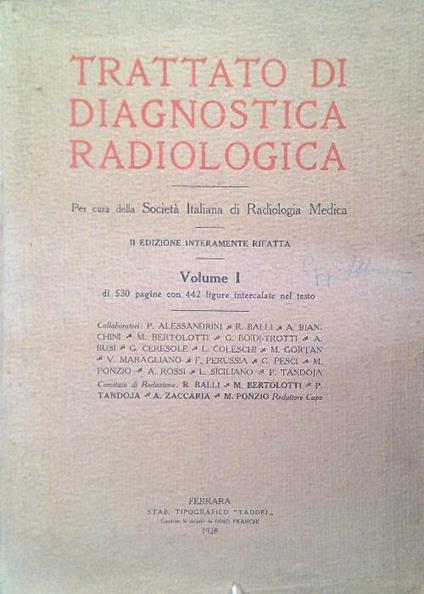 TRATTATO DI
DIAGNOSTICA
RADIOLOGICA
Per cura della Società Italiana di Radiologia Medica
II EDIZIONE INTERAMENTE RIFATTA
Volume I
di 530 pagine con 442 figure intercalate nel testo
Collaboratori: P. ALESSANDRINI R. BALLI A. BIAN-
CHINI M. BERTOLOTTI G. BOIDI-TROTTI A.
BUSI G. CERESOLE L. COLESCHI M. GORTAN
V. MARAGLIANO F. PERUSSIA G. PESCI M.
PONZIO A. ROSSI L. SICILIANO P. TANDOJA
Comitato di Redazione: R. BALLI M. BERTOLOTTI P.
TANDOJA A. ZACCARIA M. PONZIO Redattore Capo
FERRARA
STAB. TIPOGRAFICO "TADDEI"
DINO FRANCHI
1928